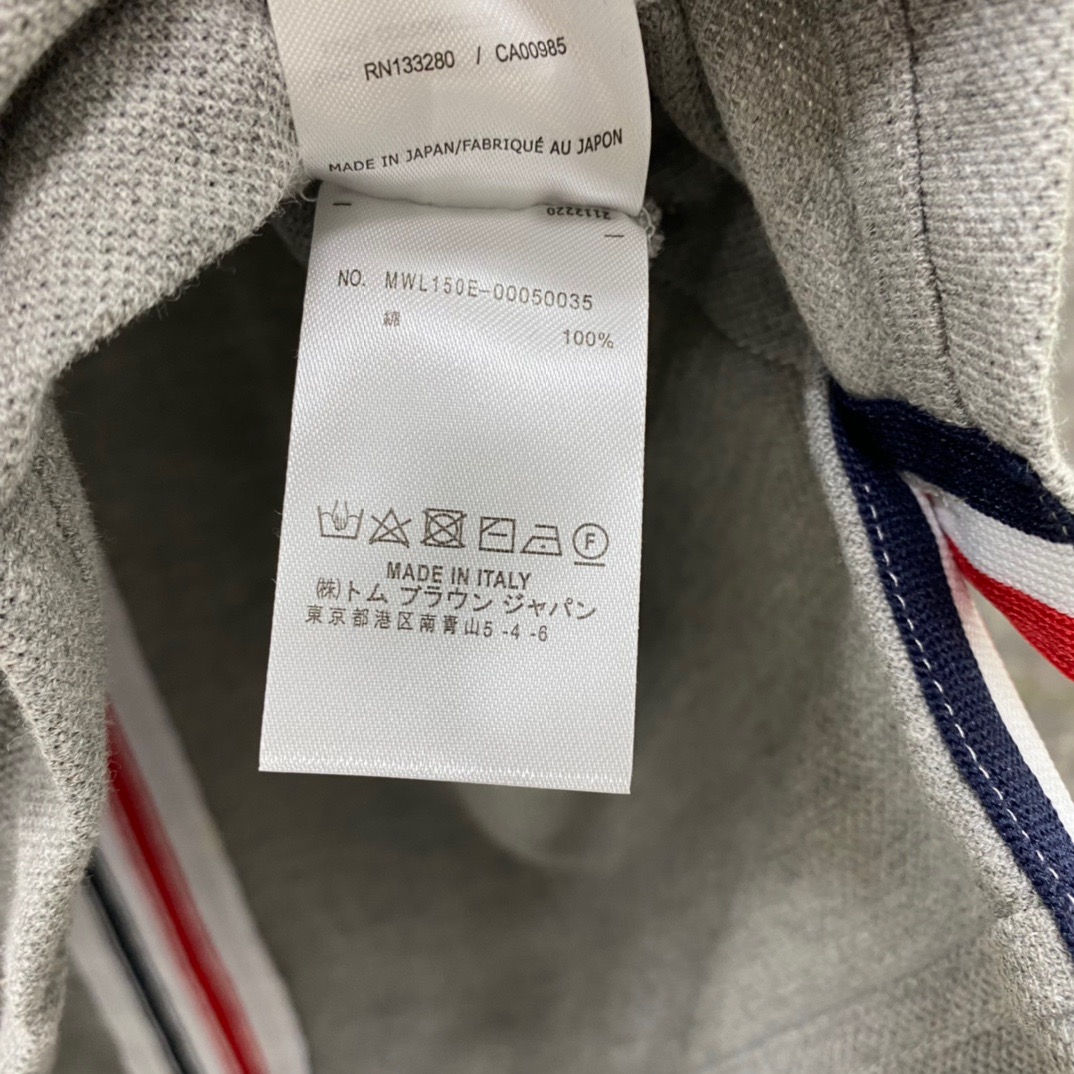 RN133280 / CA00985
MADE IN JAPAN/FABRIQUÉ AU JAPON
2112220
NO. MWL150E-00050035
綿 100%
F
MADE IN ITALY
㈱トム ブラウン ジャパン
東京都港区南青山5 -4 -6